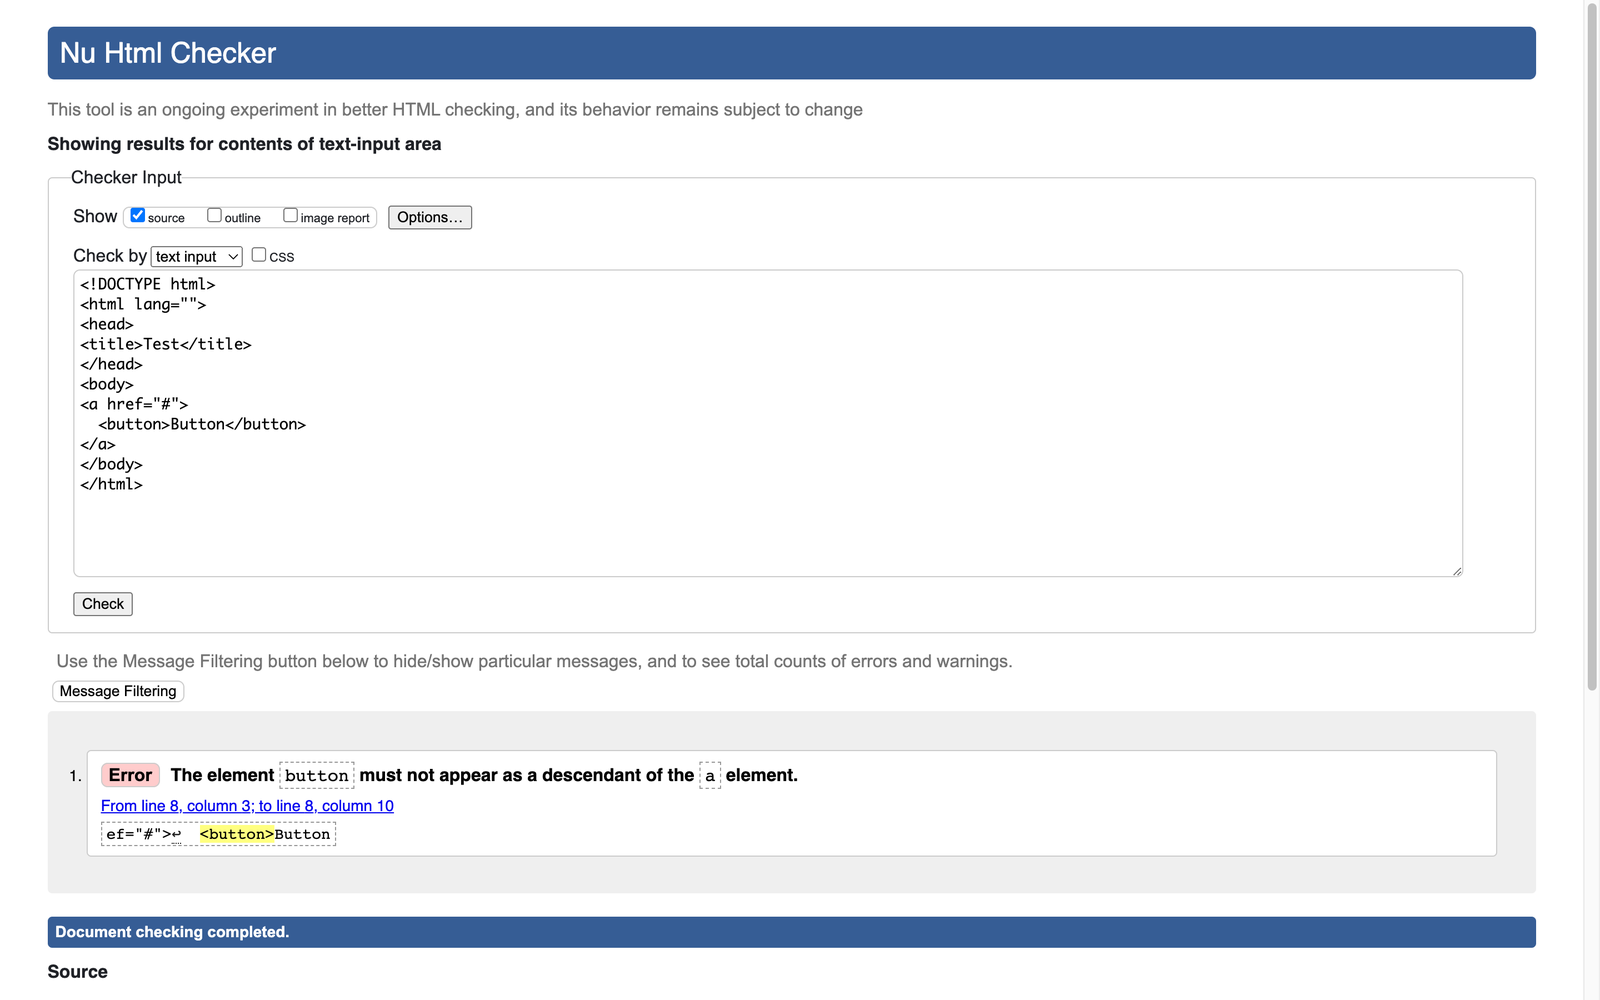 Nu Html Checker
This tool is an ongoing experiment in better HTML checking, and its behavior remains subject to change
Showing results for contents of text-input area
Checker Input
Show source outline image report Options...
Check by text input CSS
<!DOCTYPE html>
<html lang="">
<head>
<title>Test</title>
</head>
<body>
<a href="#">
  <button>Button</button>
</a>
</body>
</html>
Check
Use the Message Filtering button below to hide/show particular messages, and to see total counts of errors and warnings.
Message Filtering
1. Error The element button must not appear as a descendant of the a element.
From line 8, column 3; to line 8, column 10
ef="#">↩  <button>Button
Document checking completed.
Source